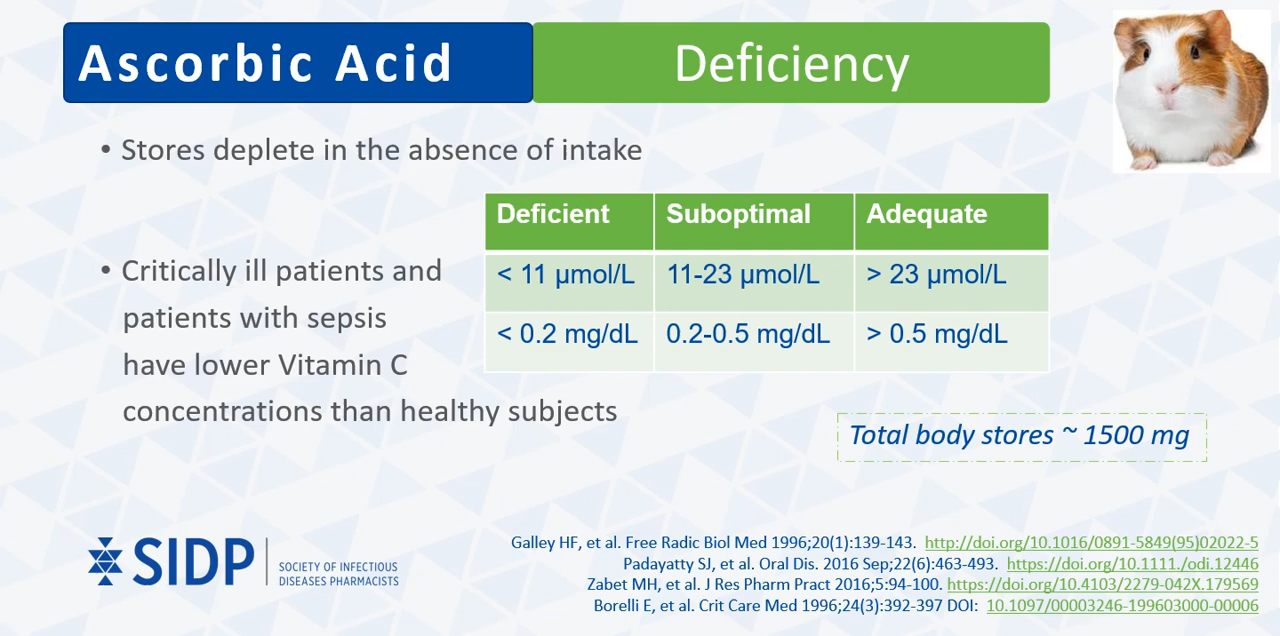 Ascorbic Acid Deficiency
• Stores deplete in the absence of intake
Deficient Suboptimal Adequate
< 11 µmol/L 11-23 µmol/L > 23 µmol/L
< 0.2 mg/dL 0.2-0.5 mg/dL > 0.5 mg/dL
• Critically ill patients and
patients with sepsis
have lower Vitamin C
concentrations than healthy subjects
Total body stores ~ 1500 mg
SIDP
SOCIETY OF INFECTIOUS
DISEASES PHARMACISTS
Galley HF, et al. Free Radic Biol Med 1996;20(1):139-143. http://doi.org/10.1016/0891-5849(95)02022-5
Padayatty SJ, et al. Oral Dis. 2016 Sep;22(6):463-493. https://doi.org/10.1111./odi.12446
Zabet MH, et al. J Res Pharm Pract 2016;5:94-100. https://doi.org/10.4103/2279-042X.179569
Borelli E, et al. Crit Care Med 1996;24(3):392-397 DOI: 10.1097/00003246-199603000-00006